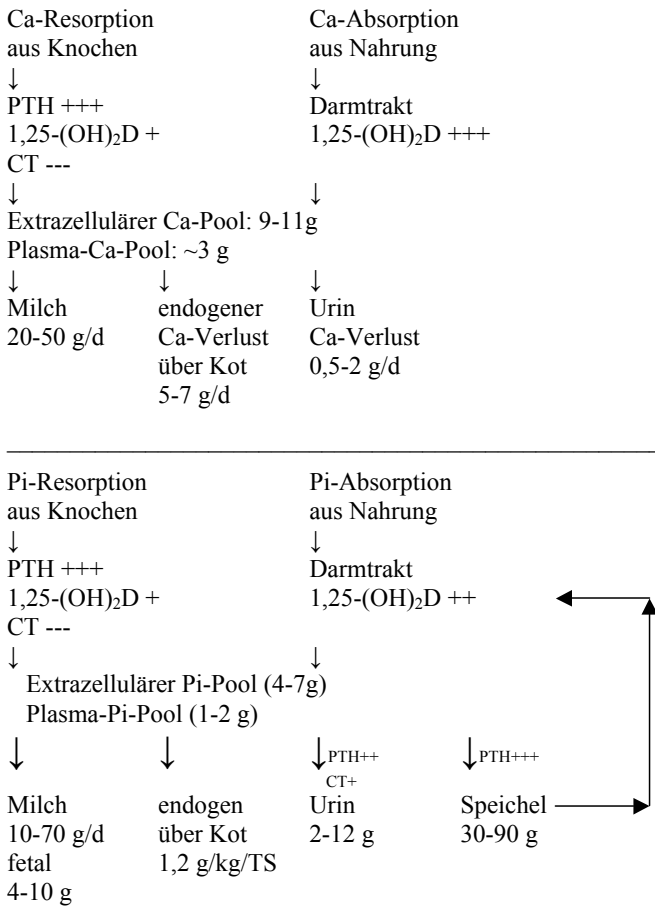 Ca-Resorption Ca-Absorption
aus Knochen aus Nahrung
↓ ↓
PTH +++ Darmtrakt
1,25-(OH)₂D + 1,25-(OH)₂D +++
CT ---
↓ ↓
Extrazellulärer Ca-Pool: 9-11g
Plasma-Ca-Pool: ~3 g
↓ ↓ ↓
Milch endogener Urin
20-50 g/d Ca-Verlust Ca-Verlust
über Kot 0,5-2 g/d
5-7 g/d
Pi-Resorption Pi-Absorption
aus Knochen aus Nahrung
↓ ↓
PTH +++ Darmtrakt
1,25-(OH)₂D + 1,25-(OH)₂D ++
CT ---
↓ ↓
Extrazellulärer Pi-Pool (4-7g)
Plasma-Pi-Pool (1-2 g)
↓ ↓ ↓PTH++ ↓PTH+++
CT+
Milch endogen Urin Speichel
10-70 g/d über Kot 2-12 g 30-90 g
fetal 1,2 g/kg/TS
4-10 g